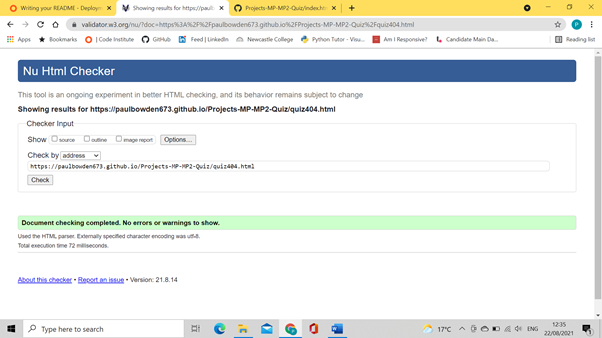 Writing your README - Deploym
Showing results for https://paul
Projects-MP-MP2-Quiz/index.h
validator.w3.org/nu/?doc=https%3A%2F%2Fpaulbowden673.github.io%2FProjects-MP-MP2-Quiz%2Fquiz404.html
P
Apps Bookmarks [ Code Institute GitHub Feed | LinkedIn Newcastle College Python Tutor - Visu... Am I Responsive? Candidate Main Da... Reading list
Nu Html Checker
This tool is an ongoing experiment in better HTML checking, and its behavior remains subject to change
Showing results for https://paulbowden673.github.io/Projects-MP-MP2-Quiz/quiz404.html
Checker Input
Show source outline image report Options...
Check by address
https://paulbowden673.github.io/Projects-MP-MP2-Quiz/quiz404.html
Check
Document checking completed. No errors or warnings to show.
Used the HTML parser. Externally specified character encoding was utf-8.
Total execution time 72 milliseconds.
About this checker • Report an issue • Version: 21.8.14
Type here to search
17°C
ENG
12:35
22/08/2021